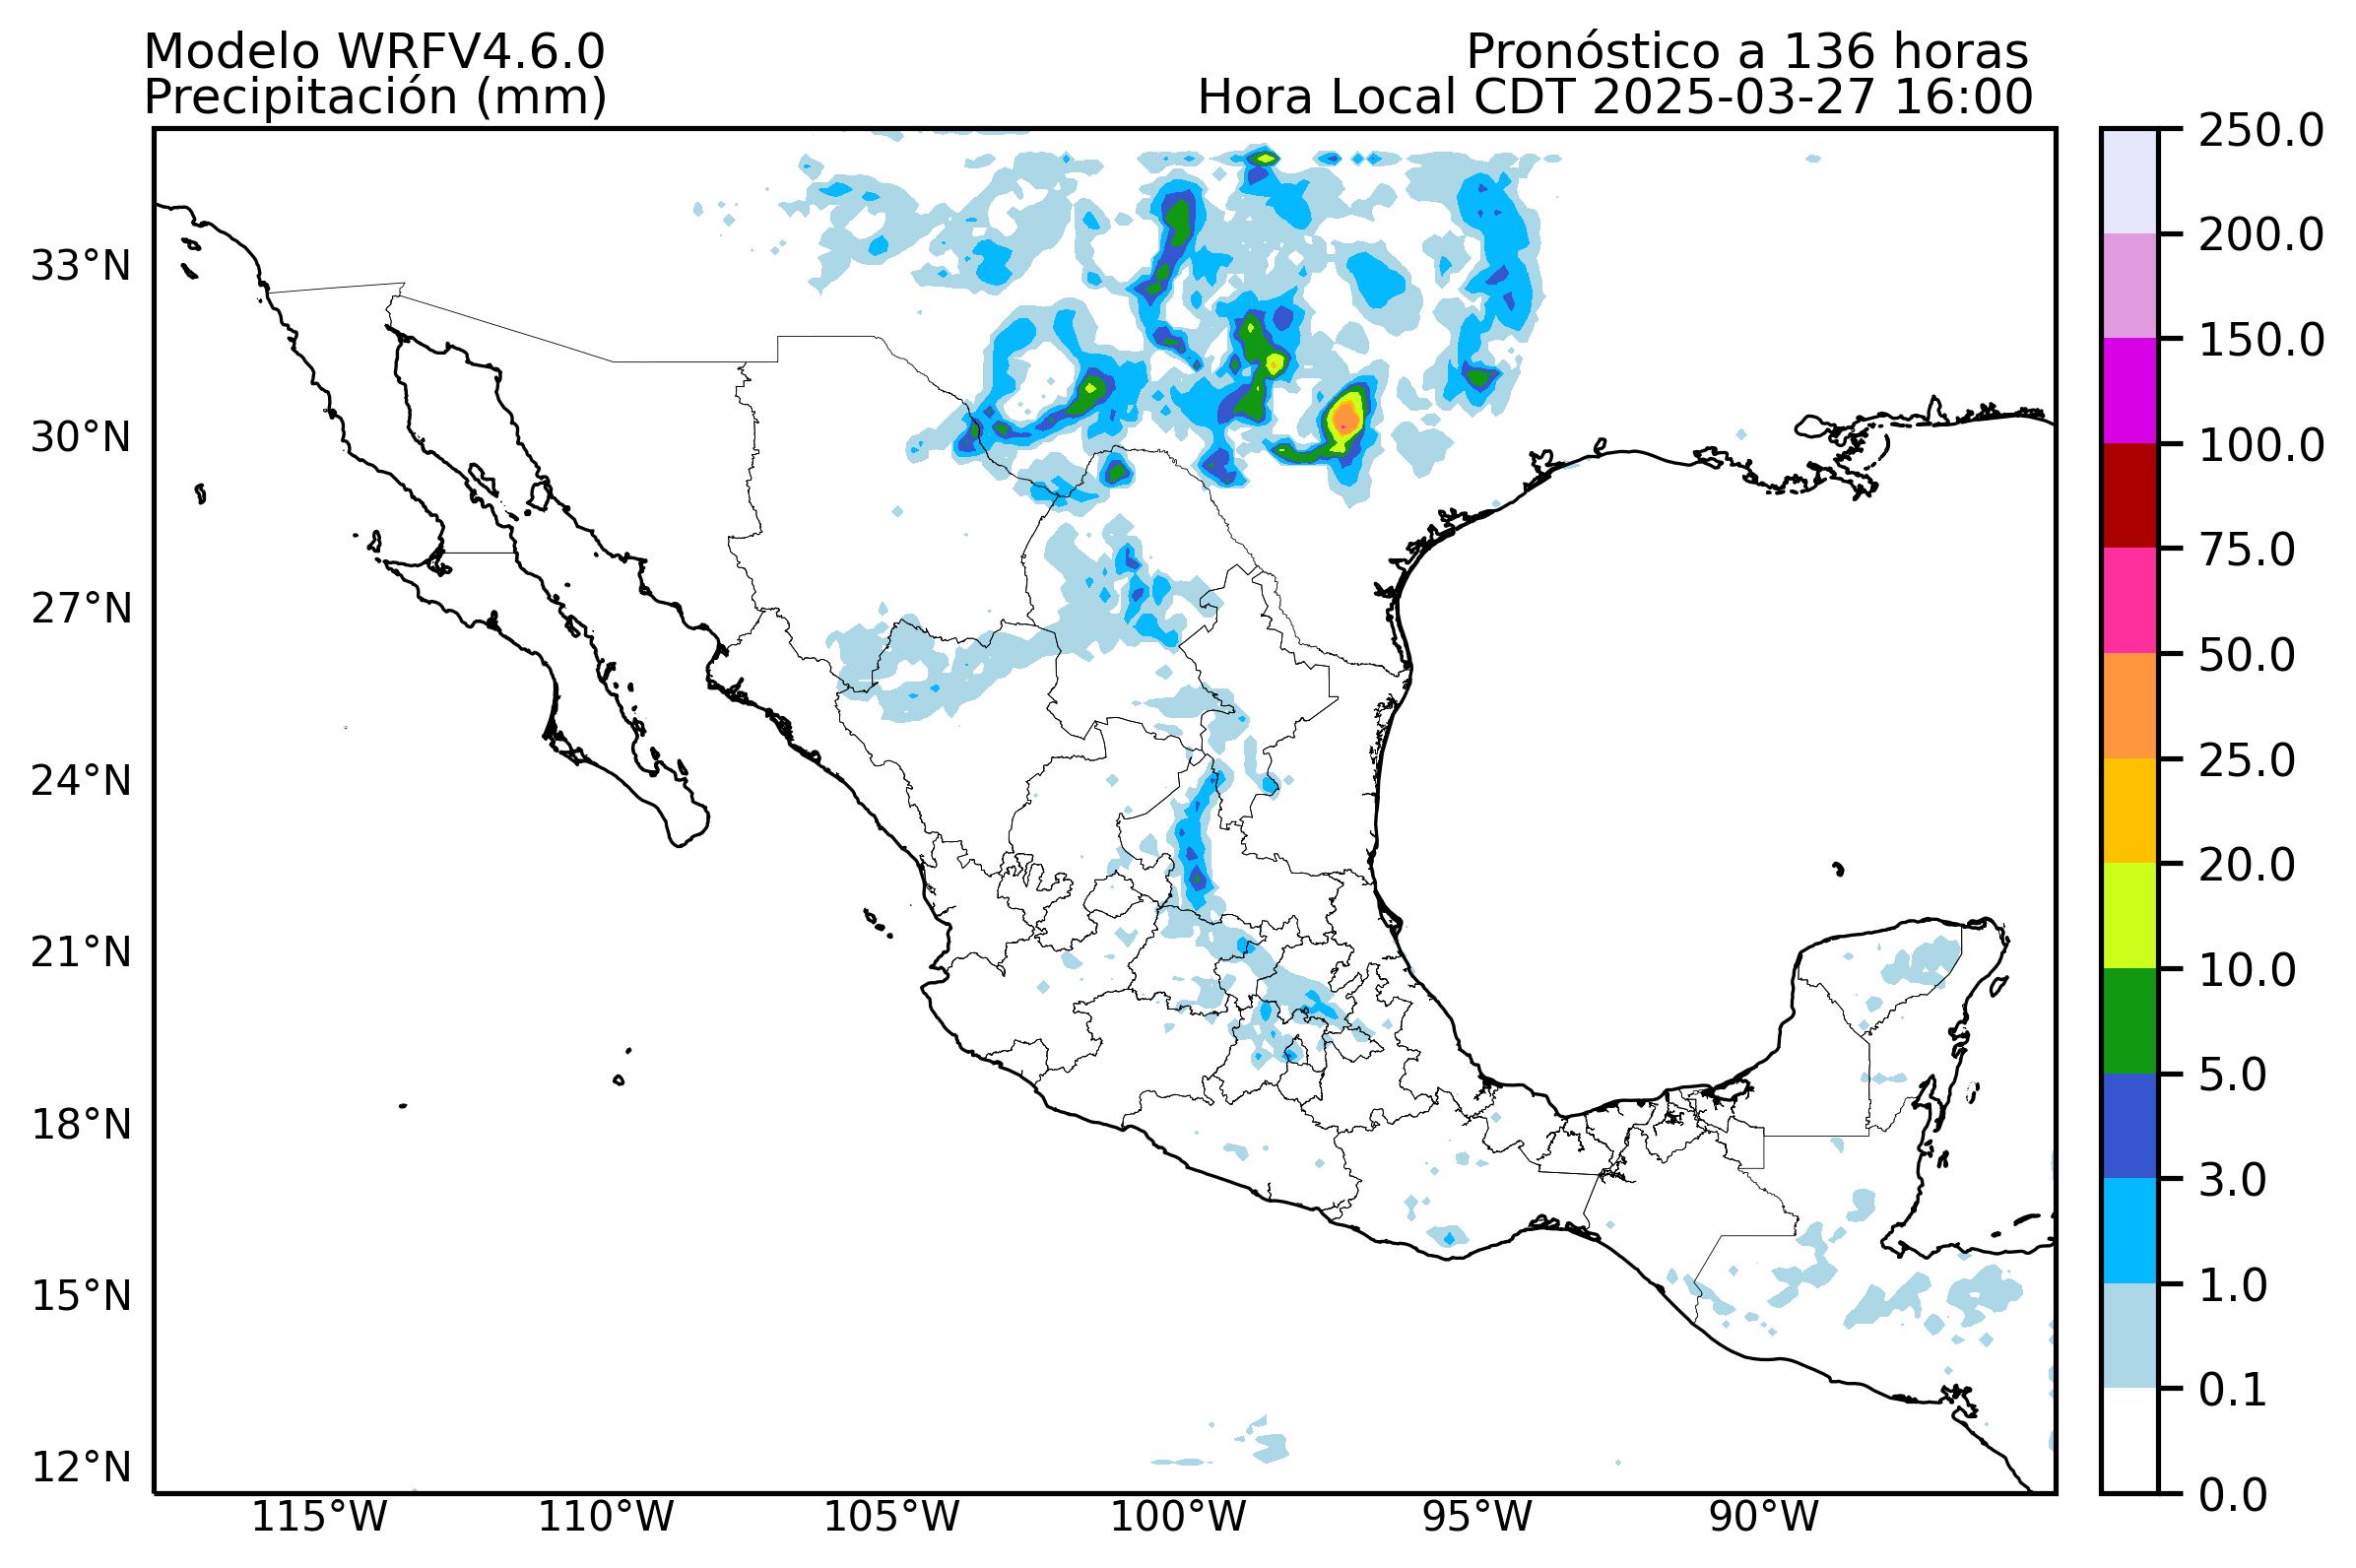 Modelo WRFV4.6.0
Precipitación (mm)
Pronóstico a 136 horas
Hora Local CDT 2025-03-27 16:00
33°N
30°N
27°N
24°N
21°N
18°N
15°N
12°N
115°W
110°W
105°W
100°W
95°W
90°W
250.0
200.0
150.0
100.0
75.0
50.0
25.0
20.0
10.0
5.0
3.0
1.0
0.1
0.0